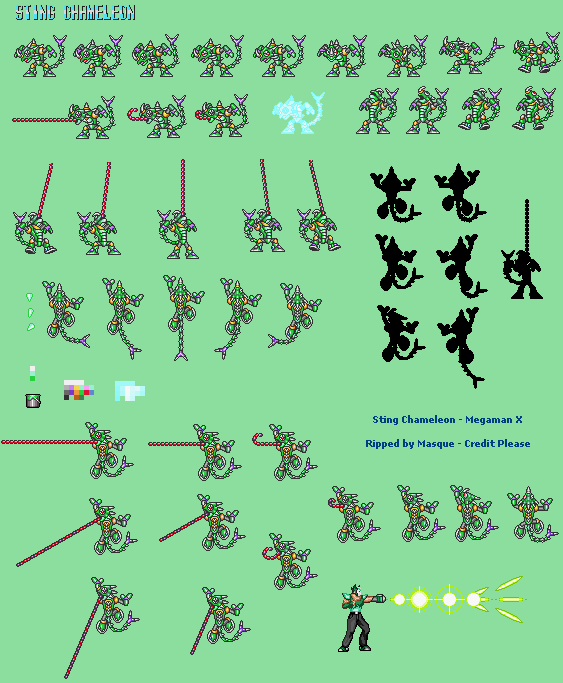 STING CHAMELEON
Sting Chameleon - Megaman X
Ripped by Masque - Credit Please